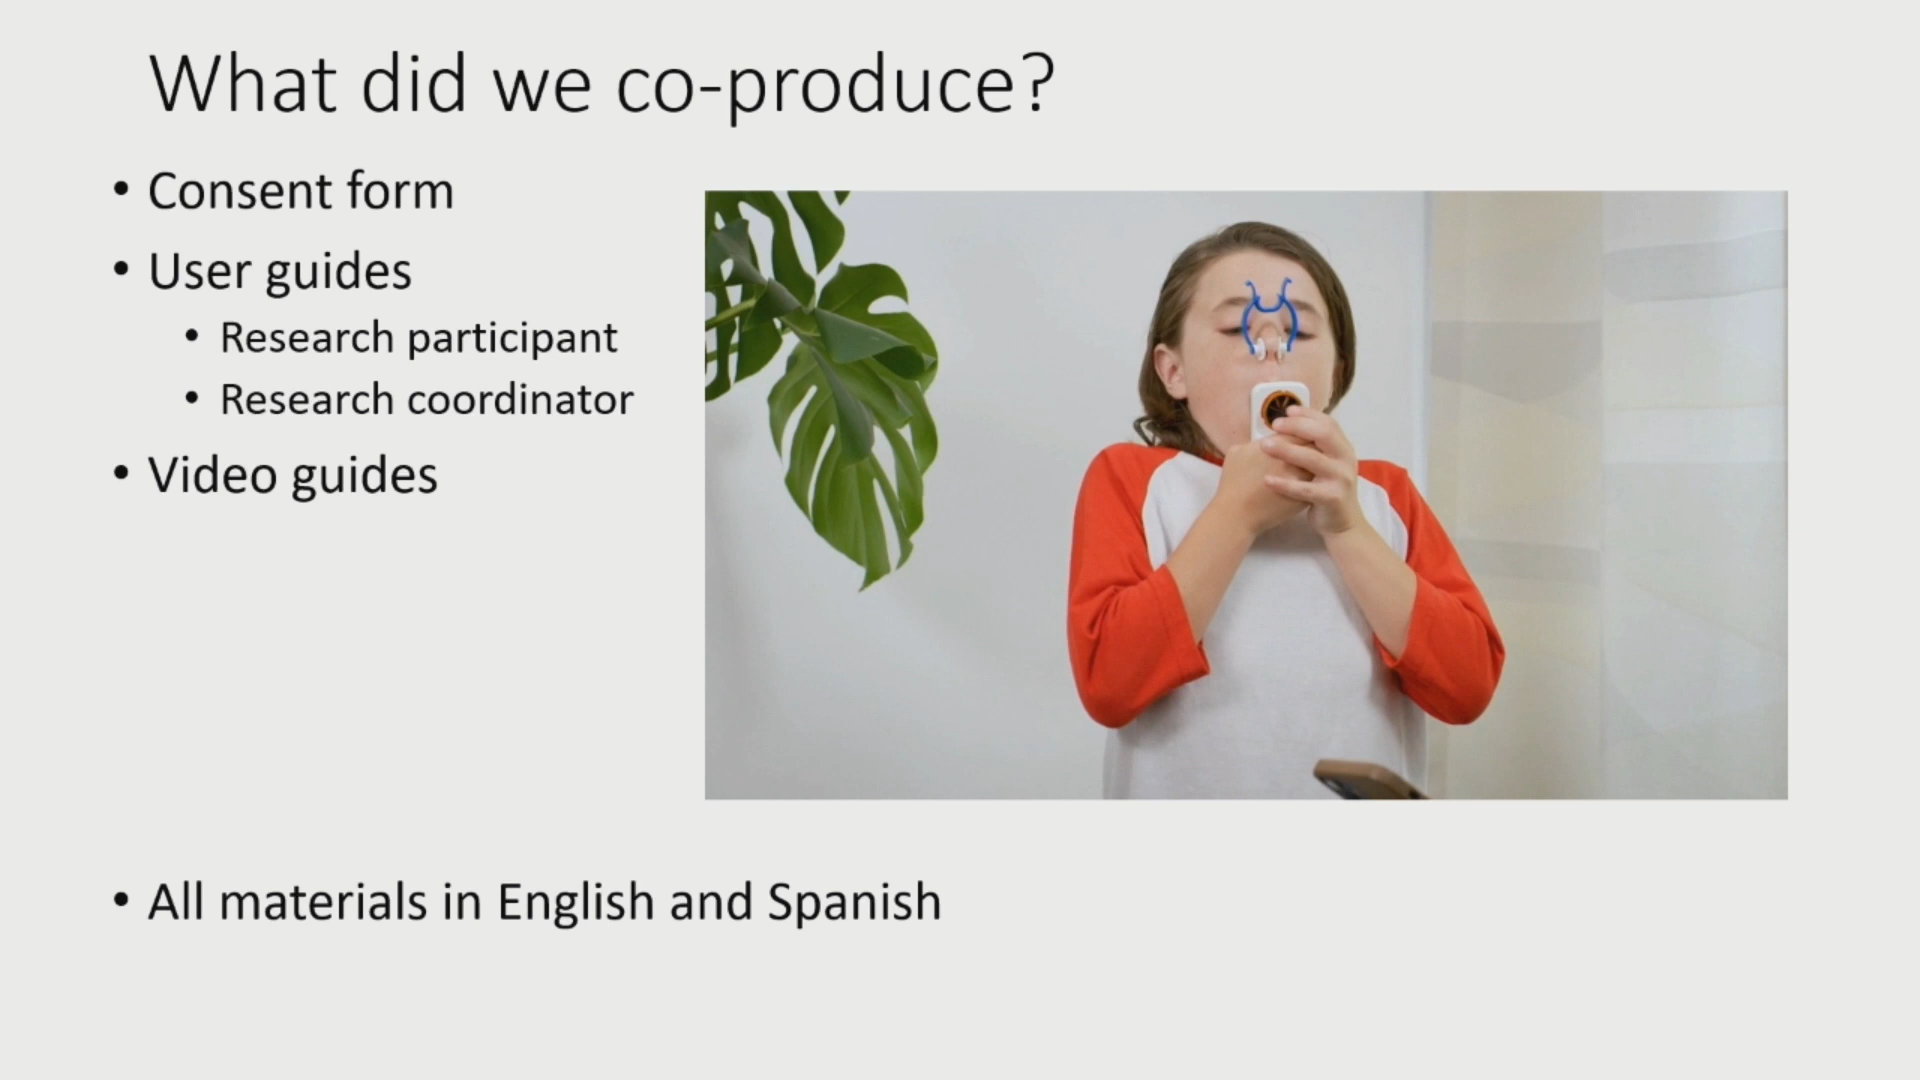 What did we co-produce?
• Consent form
• User guides
• Research participant
• Research coordinator
• Video guides
• All materials in English and Spanish